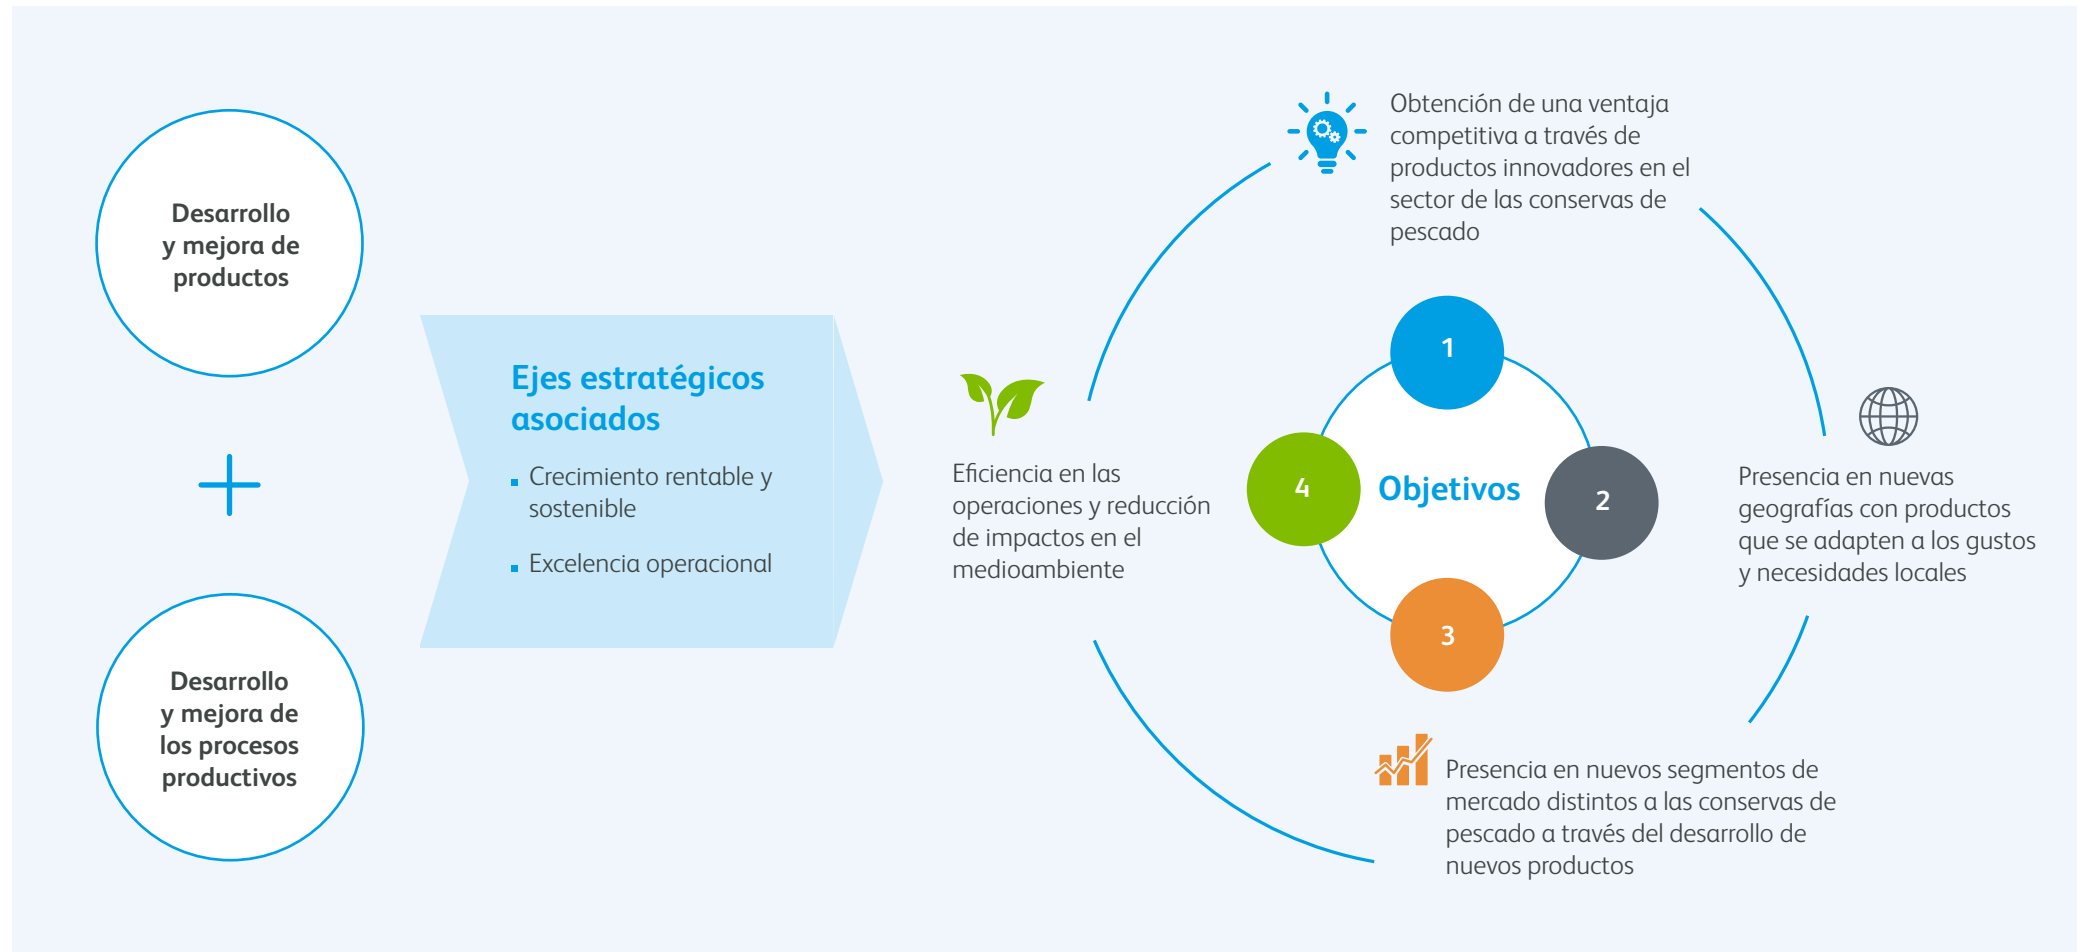 Desarrollo
y mejora de
productos
Desarrollo
y mejora de
los procesos
productivos
Ejes estratégicos
asociados
Crecimiento rentable y
sostenible
Excelencia operacional
Obtención de una ventaja
competitiva a través de
productos innovadores en el
sector de las conservas de
pescado
Eficiencia en las
operaciones y reducción
de impactos en el
medioambiente
1
4
Objetivos
2
3
Presencia en nuevas
geografías con productos
que se adapten a los gustos
y necesidades locales
Presencia en nuevos segmentos de
mercado distintos a las conservas de
pescado a través del desarrollo de
nuevos productos